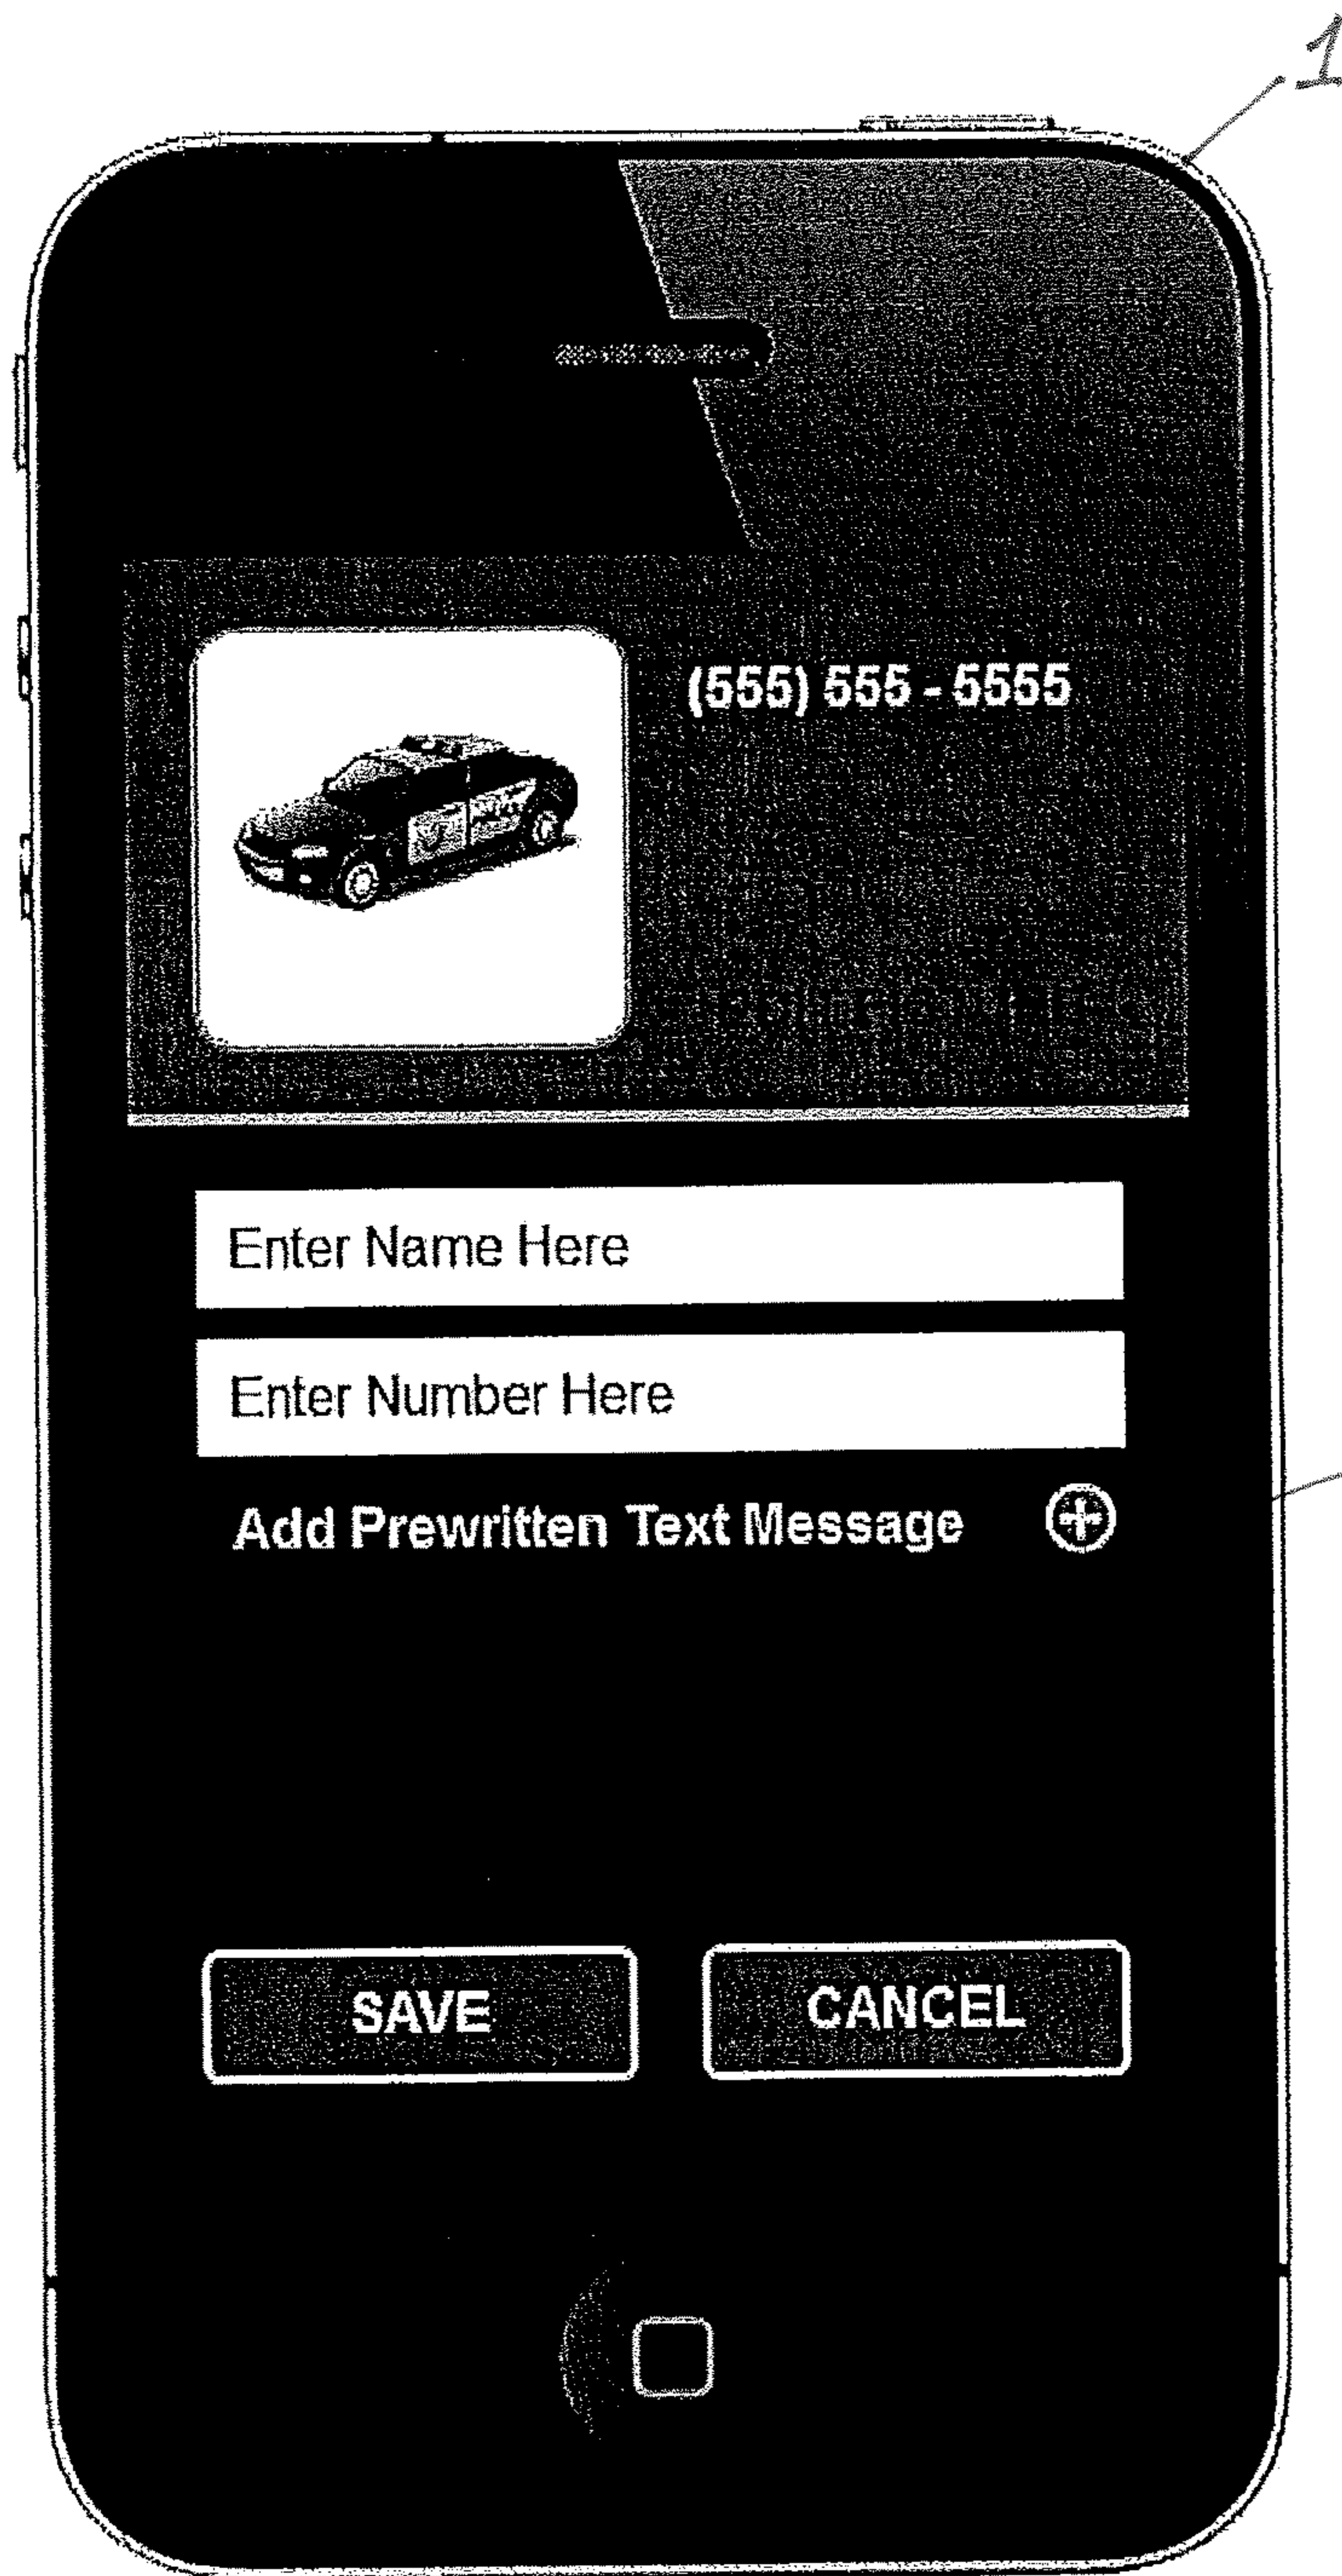 1
(555) 555 - 5555
Enter Name Here
Enter Number Here
Add Prewritten Text Message
SAVE
CANCEL